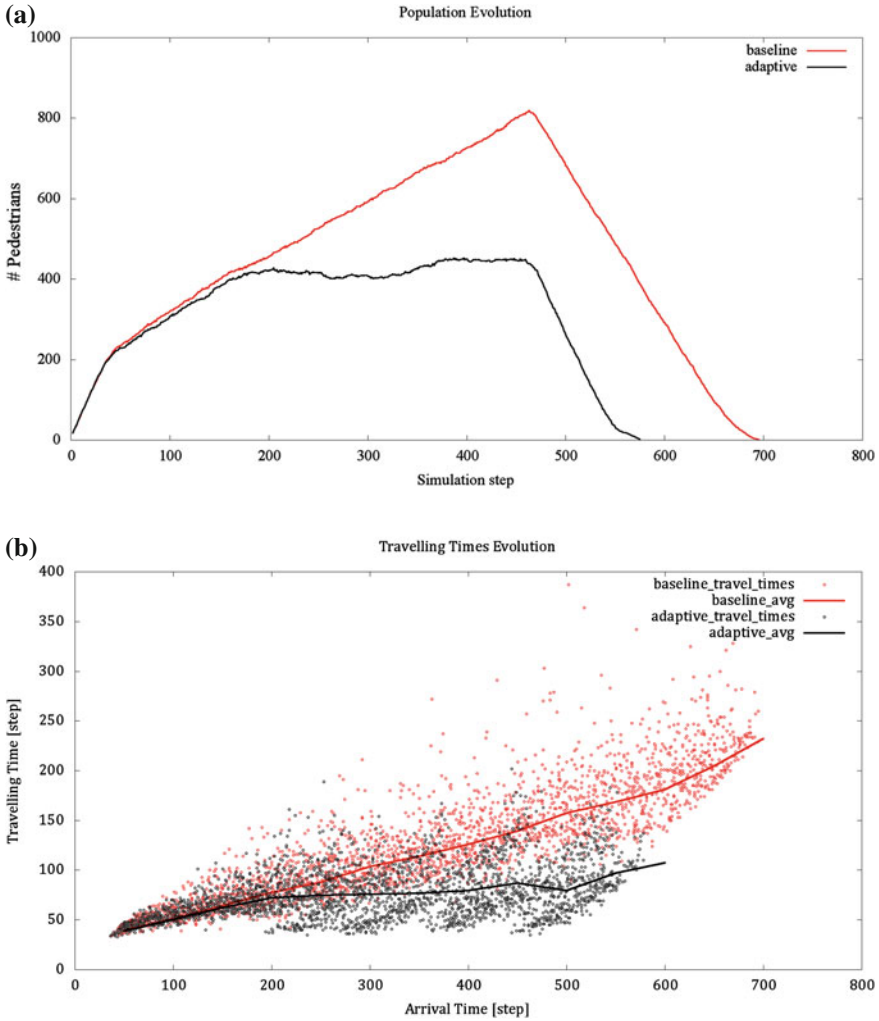 (a)
Population Evolution
1000
800
600
400
200
0
# Pedestrians
baseline
adaptive
0 100 200 300 400 500 600 700 800
Simulation step
(b)
Travelling Times Evolution
400
350
300
250
200
150
100
50
0
Travelling Time [step]
baseline_travel_times
baseline_avg
adaptive_travel_times
adaptive_avg
0 100 200 300 400 500 600 700 800
Arrival Time [step]